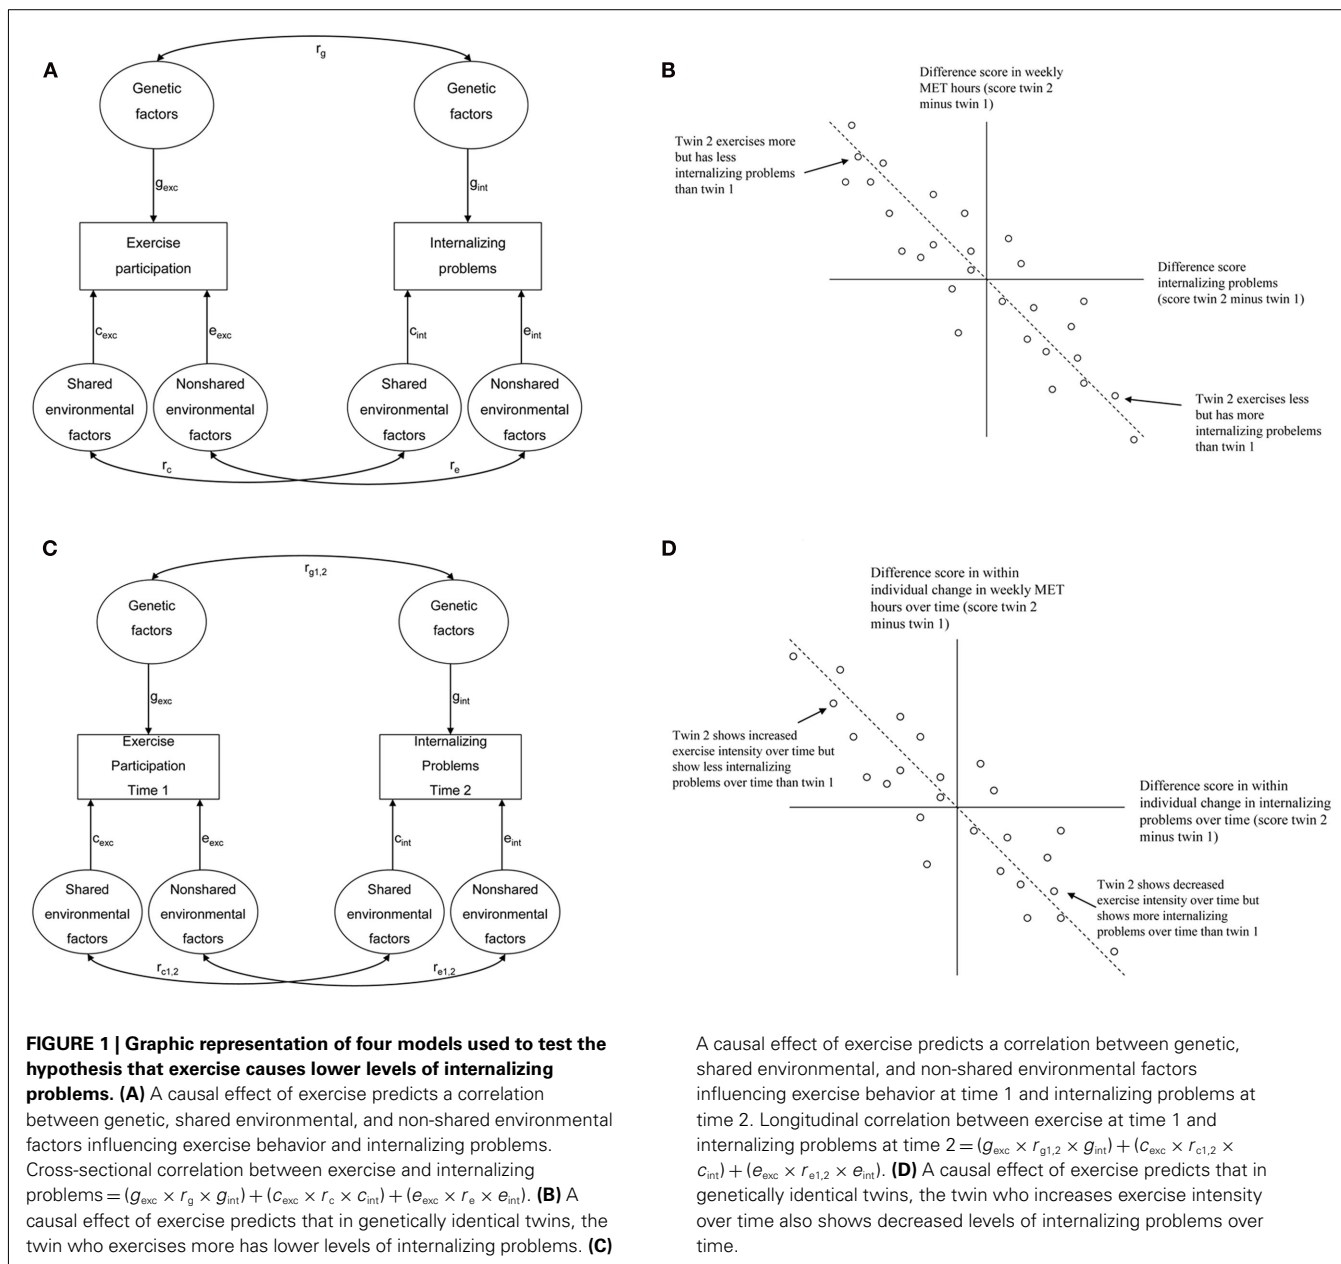 A
r_g
Genetic
factors
Genetic
factors
g_exc
g_int
Exercise
participation
Internalizing
problems
c_exc
e_exc
c_int
e_int
Shared
environmental
factors
Nonshared
environmental
factors
Shared
environmental
factors
Nonshared
environmental
factors
r_c
r_e
B
Difference score in weekly
MET hours (score twin 2
minus twin 1)
Twin 2 exercises more
but has less
internalizing problems
than twin 1
Difference score
internalizing problems
(score twin 2 minus twin 1)
Twin 2 exercises less
but has more
internalizing probelems
than twin 1
C
r_g1,2
Genetic
factors
Genetic
factors
g_exc
g_int
Exercise
Participation
Time 1
Internalizing
Problems
Time 2
c_exc
e_exc
c_int
e_int
Shared
environmental
factors
Nonshared
environmental
factors
Shared
environmental
factors
Nonshared
environmental
factors
r_c1,2
r_e1,2
D
Difference score in within
individual change in weekly MET
hours over time (score twin 2
minus twin 1)
Twin 2 shows increased
exercise intensity over time but
show less internalizing
problems over time than twin 1
Difference score in within
individual change in internalizing
problems over time (score twin 2
minus twin 1)
Twin 2 shows decreased
exercise intensity over time but
shows more internalizing
problems over time than twin 1
FIGURE 1 | Graphic representation of four models used to test the
hypothesis that exercise causes lower levels of internalizing
problems. (A) A causal effect of exercise predicts a correlation
between genetic, shared environmental, and non-shared environmental
factors influencing exercise behavior and internalizing problems.
Cross-sectional correlation between exercise and internalizing
problems = (g_exc × r_g × g_int) + (c_exc × r_c × c_int) + (e_exc × r_e × e_int). (B) A
causal effect of exercise predicts that in genetically identical twins, the
twin who exercises more has lower levels of internalizing problems. (C)
A causal effect of exercise predicts a correlation between genetic,
shared environmental, and non-shared environmental factors
influencing exercise behavior at time 1 and internalizing problems at
time 2. Longitudinal correlation between exercise at time 1 and
internalizing problems at time 2 = (g_exc × r_g1,2 × g_int) + (c_exc × r_c1,2 ×
c_int) + (e_exc × r_e1,2 × e_int). (D) A causal effect of exercise predicts that in
genetically identical twins, the twin who increases exercise intensity
over time also shows decreased levels of internalizing problems over
time.